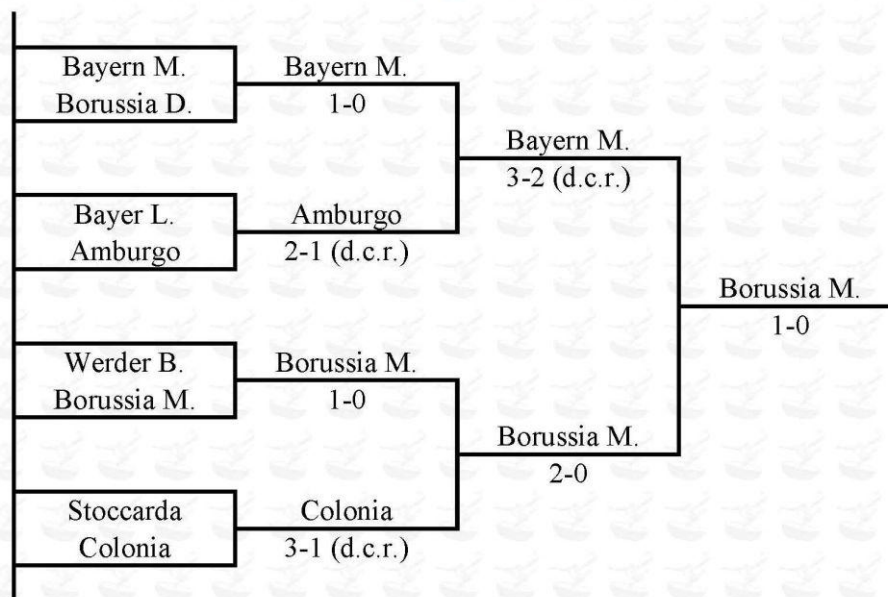 Bayern M.
Borussia D.
Bayern M.
1-0
Bayer L.
Amburgo
Amburgo
2-1 (d.c.r.)
Bayern M.
3-2 (d.c.r.)
Werder B.
Borussia M.
Borussia M.
1-0
Stoccarda
Colonia
Colonia
3-1 (d.c.r.)
Borussia M.
2-0
Borussia M.
1-0